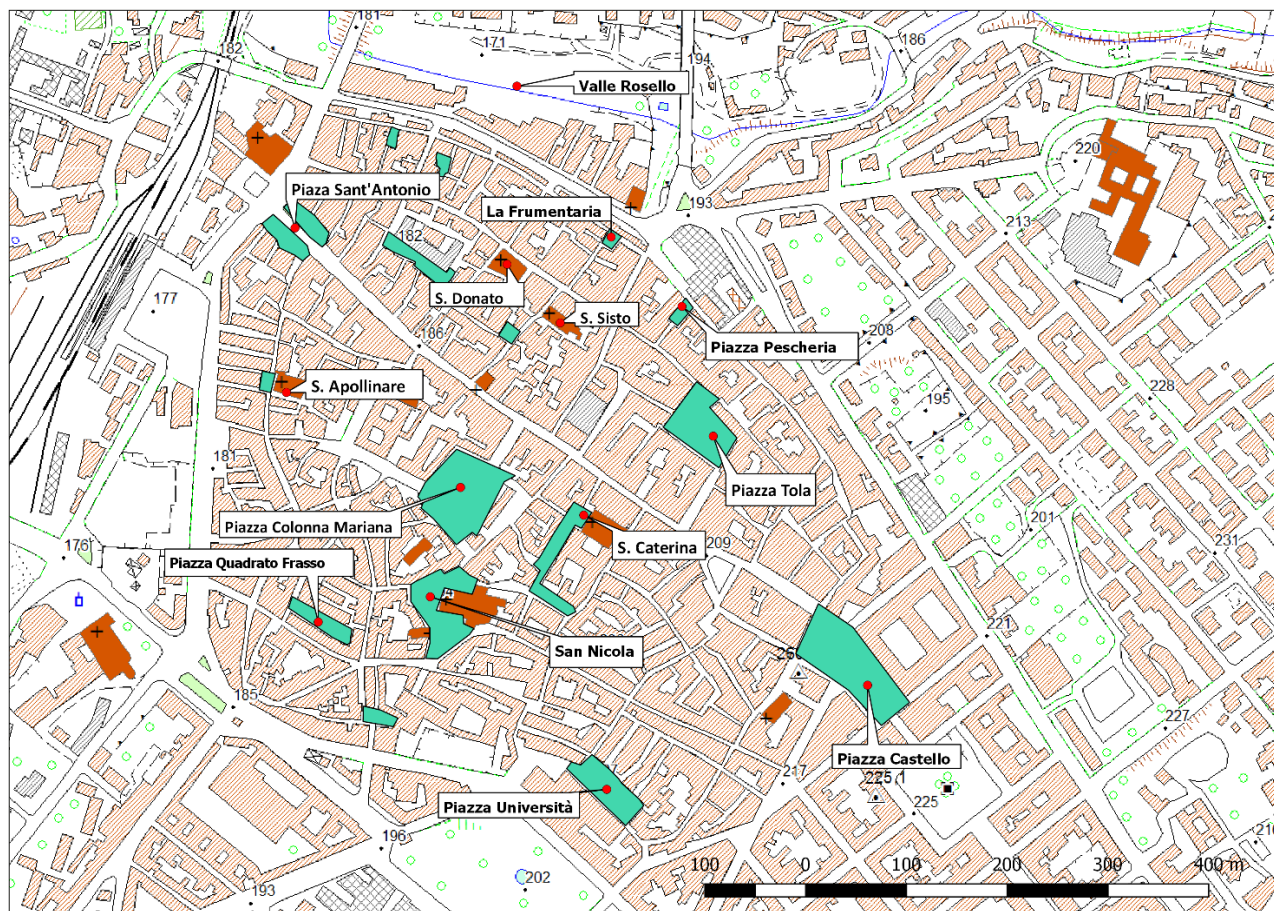 181
182
171
194
186
Valle Rosello
220
Piaza Sant'Antonio
La Frumentaria
193
213
182
S. Donato
177
S. Sisto
186
208
Piazza Pescheria
S. Apollinare
195
228
181
Piazza Tola
Piazza Colonna Mariana
201
176
S. Caterina
209
231
Piazza Quadrato Frasso
221
San Nicola
185
227
Piazza Castello
217
225,1
225
Piazza Università
196
202
193
100 0 100 200 300 400 m